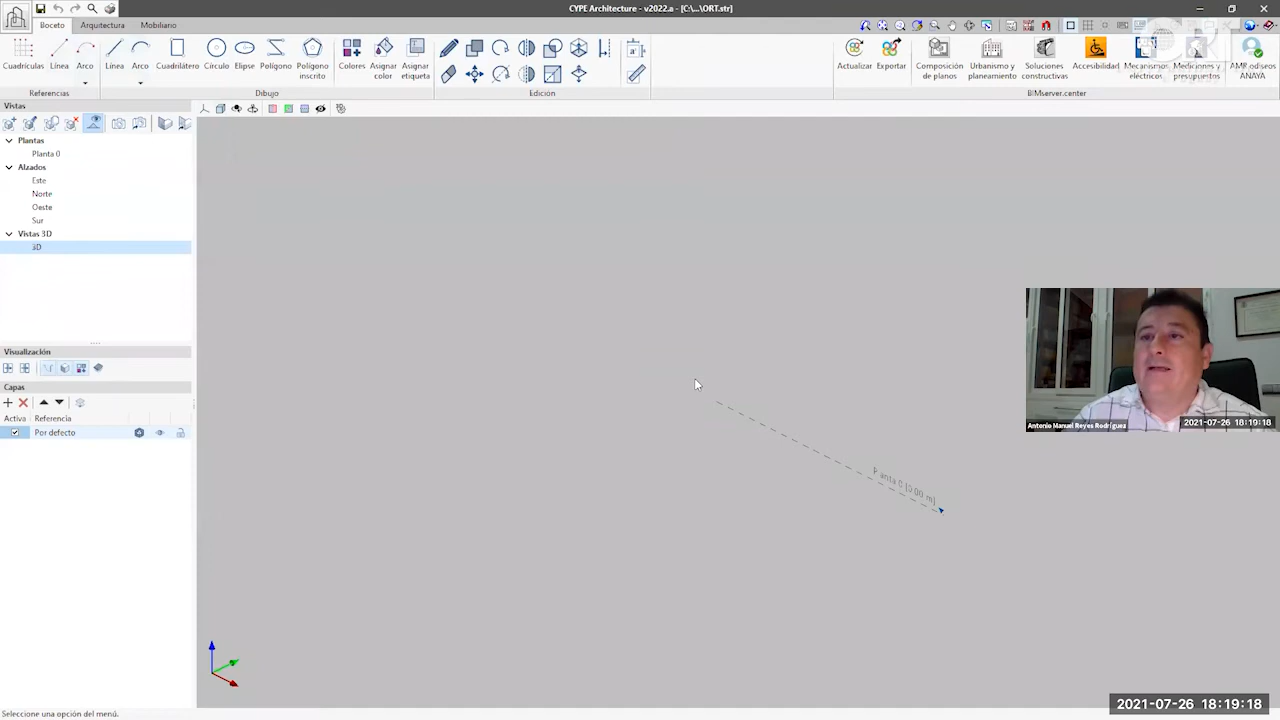 CYPE Architecture - v2022.a - [C:\...\ORT.str]
Boceto Arquitectura Mobiliario
Cuadrículas Línea Arco Línea Arco Cuadrilátero Círculo Elipse Polígono Polígono inscrito Colores Asignar color Asignar etiqueta Actualizar Exportar Composición de planos Urbanismo y planeamiento Soluciones constructivas Accesibilidad Mecanismos eléctricos Mediciones y presupuestos AMR odiseos ANAYA
Referencias Dibujo Edición BIMserver.center
Vistas
Plantas
Planta 0
Alzados
Este
Norte
Oeste
Sur
Vistas 3D
3D
Visualización
Capas
Activa Referencia
Por defecto
Planta 0 (0.00 m)
Antonio Manuel Reyes Rodríguez
2021-07-26 18:19:18
Seleccione una opción del menú.
2021-07-26 18:19:18